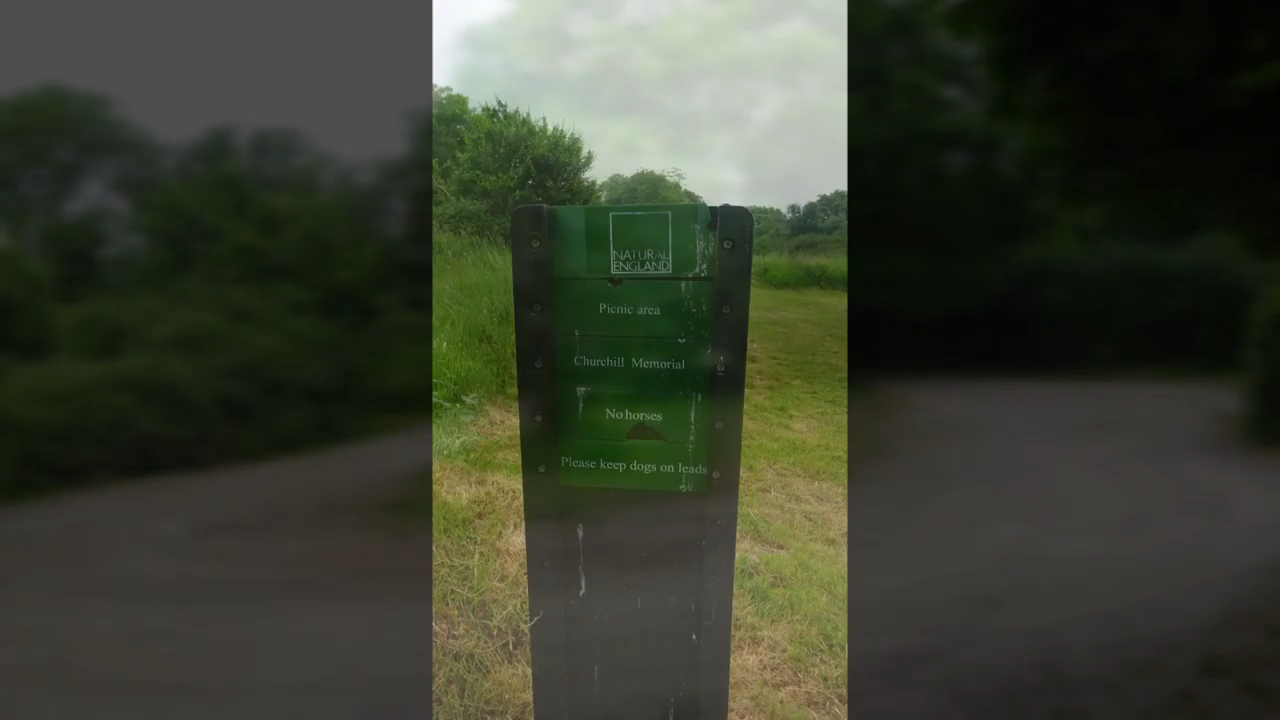 NATURAL
ENGLAND
Picnic area
Churchill Memorial
No horses
Please keep dogs on leads